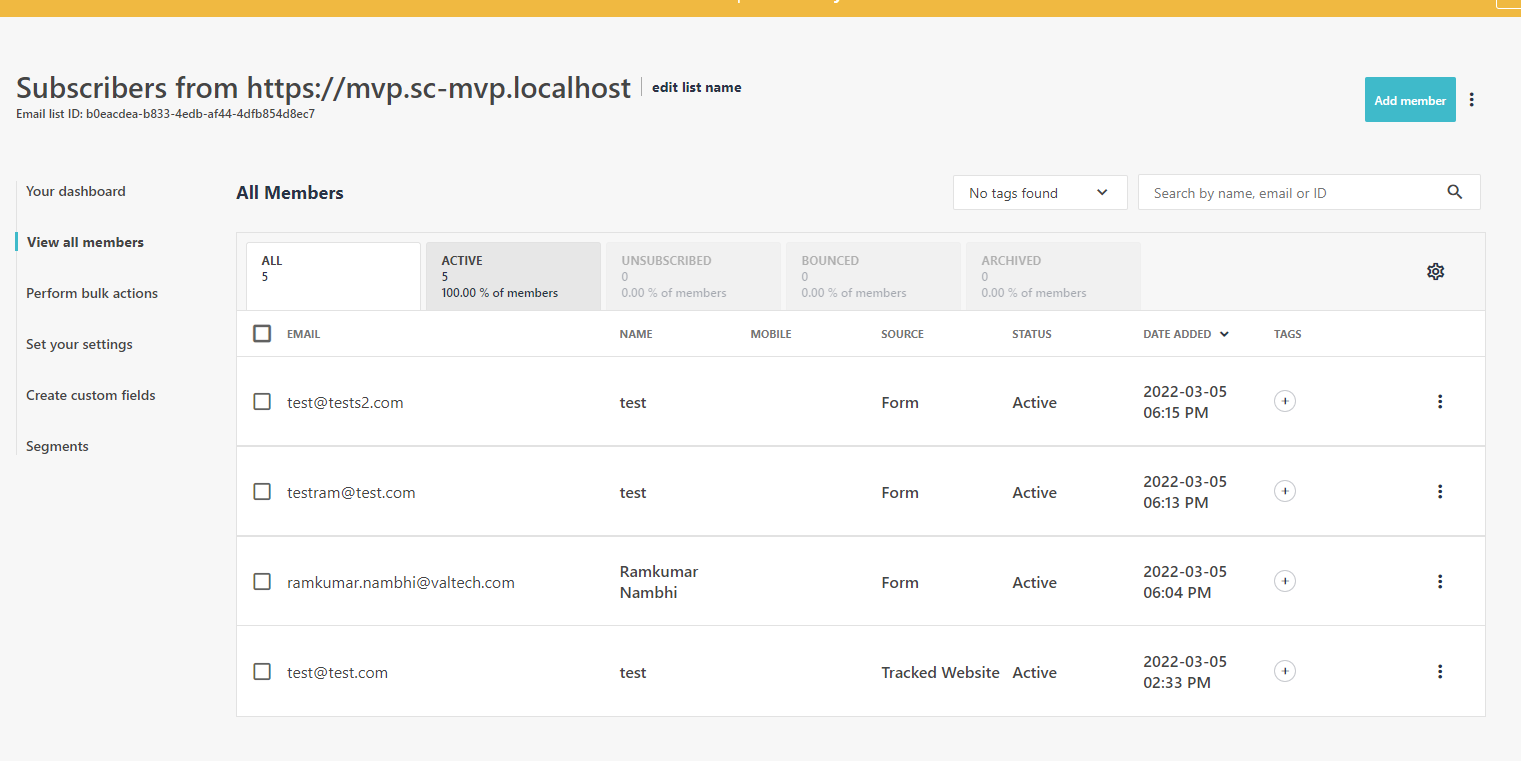 Subscribers from https://mvp.sc-mvp.localhost edit list name
Email list ID: b0eacdea-b833-4edb-af44-4dfb854d8ec7
Add member
Your dashboard
View all members
Perform bulk actions
Set your settings
Create custom fields
Segments
All Members
No tags found
Search by name, email or ID
ALL
5
ACTIVE
5
100.00 % of members
UNSUBSCRIBED
0
0.00 % of members
BOUNCED
0
0.00 % of members
ARCHIVED
0
0.00 % of members
EMAIL NAME MOBILE SOURCE STATUS DATE ADDED TAGS
test@tests2.com test Form Active 2022-03-05
06:15 PM
testram@test.com test Form Active 2022-03-05
06:13 PM
ramkumar.nambhi@valtech.com Ramkumar Form Active 2022-03-05
Nambhi 06:04 PM
test@test.com test Tracked Website Active 2022-03-05
02:33 PM